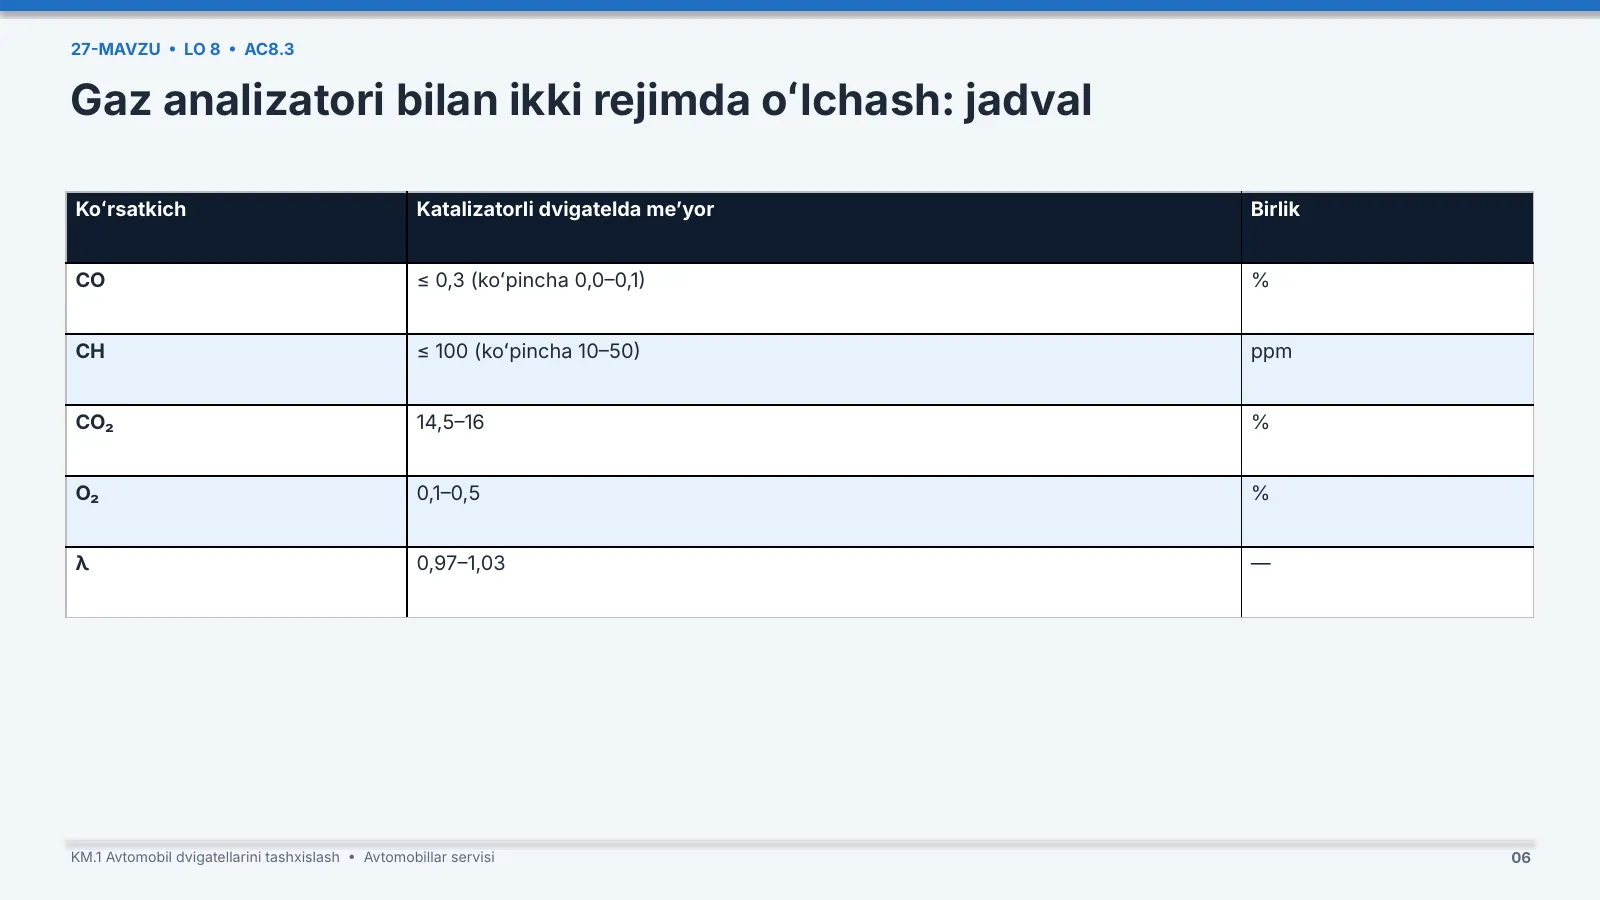 27-MAVZU • LO 8 • AC8.3
Gaz analizatori bilan ikki rejimda oʻlchash: jadval
Koʻrsatkich Katalizatorli dvigatelda meʼyor Birlik
CO ≤ 0,3 (koʻpincha 0,0–0,1) %
CH ≤ 100 (koʻpincha 10–50) ppm
CO₂ 14,5–16 %
O₂ 0,1–0,5 %
λ 0,97–1,03 —
KM.1 Avtomobil dvigatellarini tashxislash • Avtomobillar servisi 06